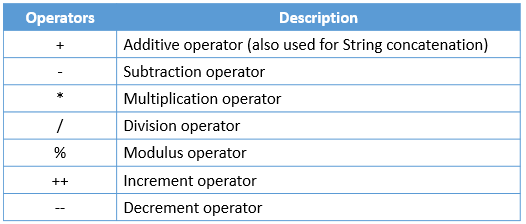 Operators Description
+ Additive operator (also used for String concatenation)
- Subtraction operator
* Multiplication operator
/ Division operator
% Modulus operator
++ Increment operator
-- Decrement operator